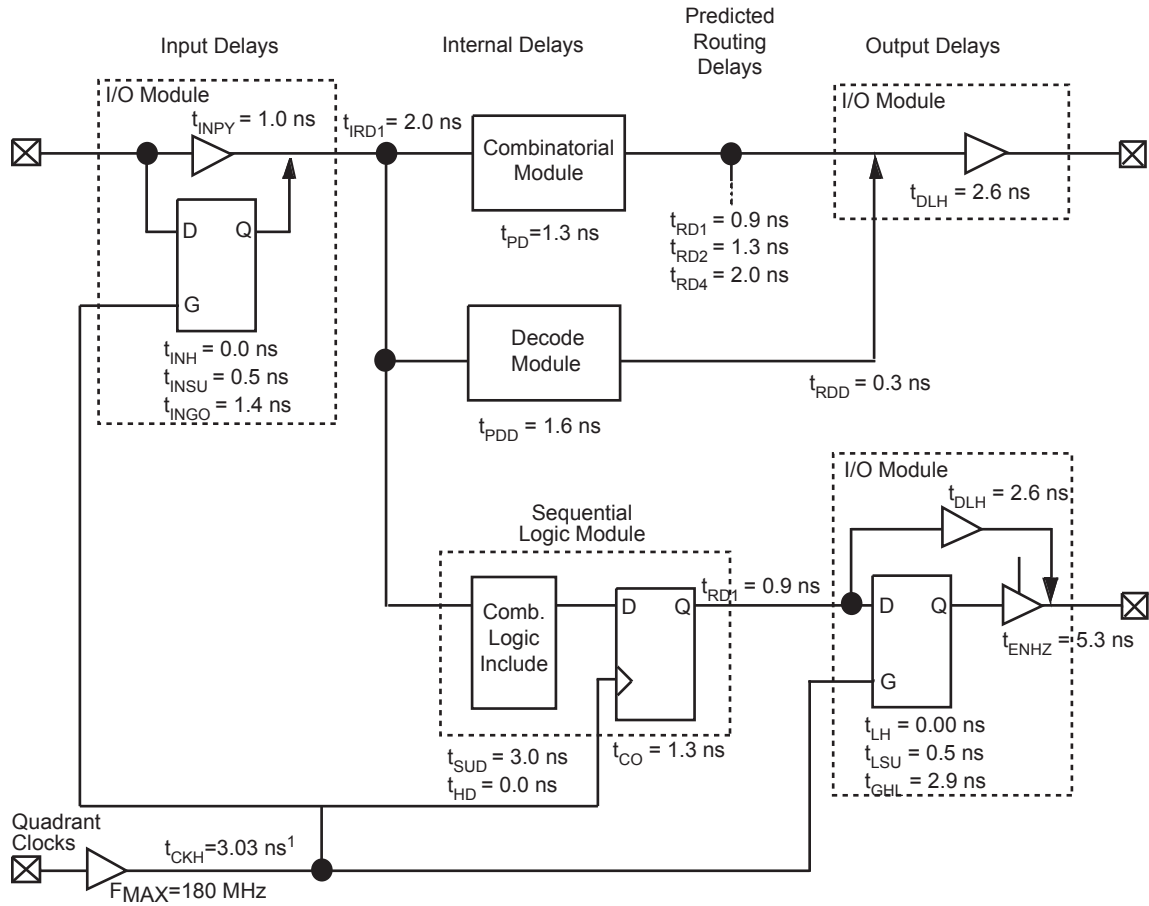 Input Delays
Internal Delays
Predicted
Routing
Delays
Output Delays
I/O Module
tINPY = 1.0 ns
tIRD1 = 2.0 ns
Combinatorial
Module
tPD=1.3 ns
tRD1 = 0.9 ns
tRD2 = 1.3 ns
tRD4 = 2.0 ns
I/O Module
tDLH = 2.6 ns
D Q
G
tINH = 0.0 ns
tINSU = 0.5 ns
tINGO = 1.4 ns
Decode
Module
tPDD = 1.6 ns
tRDD = 0.3 ns
Sequential
Logic Module
Comb.
Logic
Include
D Q
tSUD = 3.0 ns
tHD = 0.0 ns
tCO = 1.3 ns
tRD1 = 0.9 ns
I/O Module
tDLH = 2.6 ns
D Q
G
tENHZ = 5.3 ns
tLH = 0.00 ns
tLSU = 0.5 ns
tGHL = 2.9 ns
Quadrant
Clocks
tCKH=3.03 ns1
FMAX=180 MHz